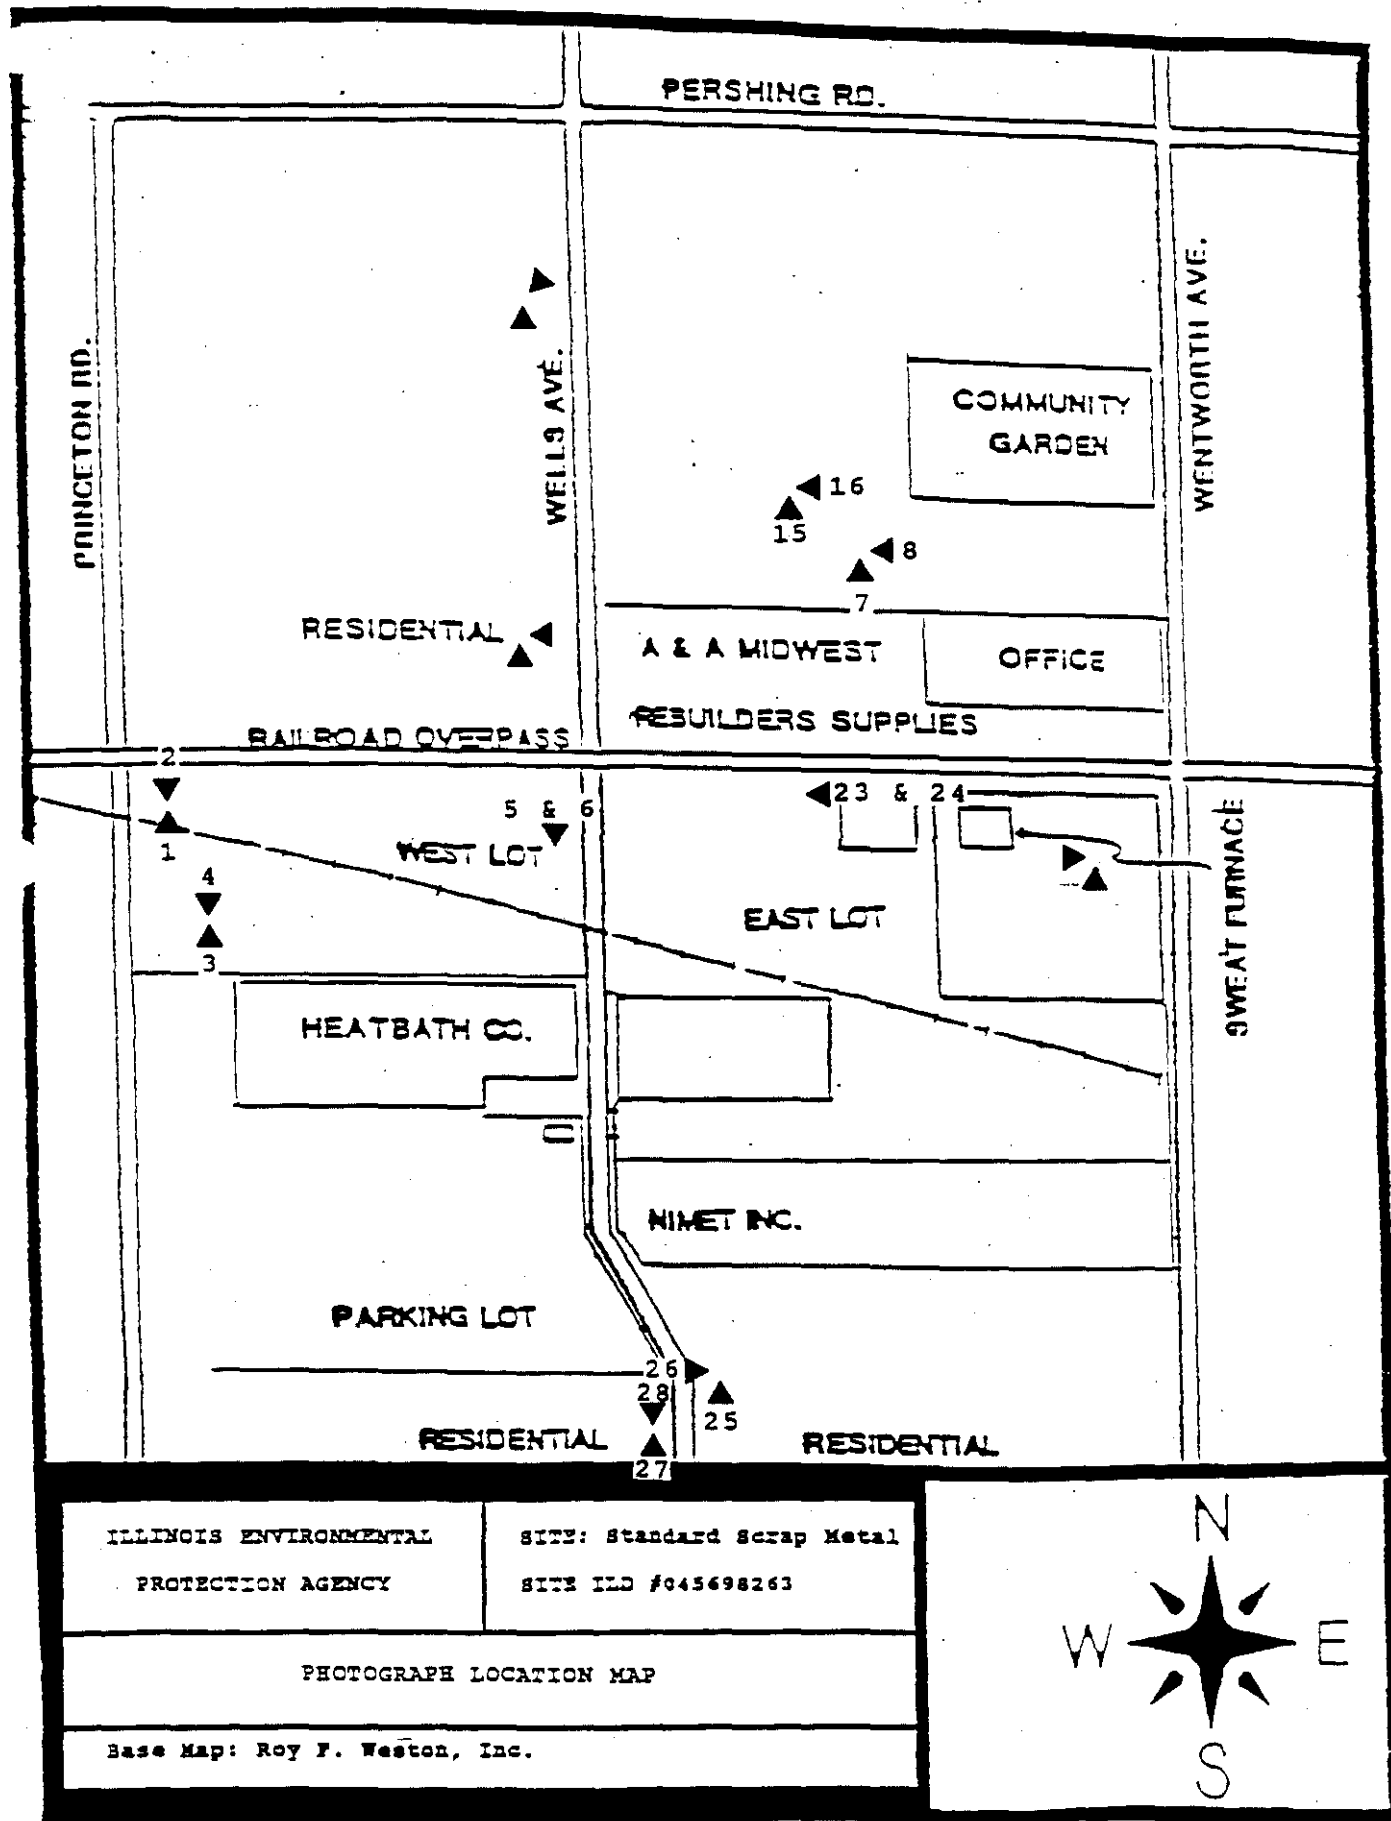 PERSHING RD.
PRINCETON RD.
WELLS AVE.
WENTWORTH AVE.
COMMUNITY
GARDEN
16
15
8
7
RESIDENTIAL
A & A MIDWEST
OFFICE
REBUILDERS SUPPLIES
RAILROAD OVERPASS
2
1
5 & 6
WEST LOT
23 & 24
4
3
EAST LOT
SWEAT FURNACE
HEATBATH CO.
NIMET INC.
PARKING LOT
26
28
25
RESIDENTIAL
RESIDENTIAL
27
ILLINOIS ENVIRONMENTAL
PROTECTION AGENCY
SITE: Standard Scrap Metal
SITE ILD #045698263
PHOTOGRAPH LOCATION MAP
Base Map: Roy F. Weston, Inc.
N
W
E
S